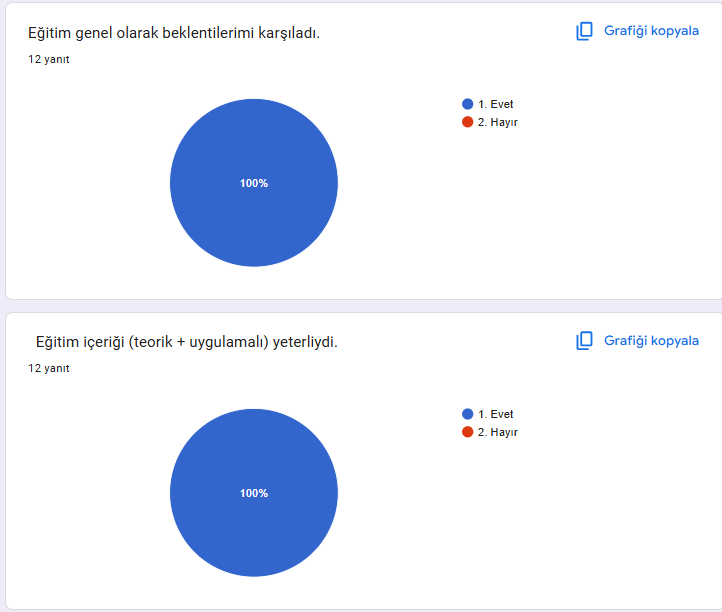 Eğitim genel olarak beklentilerimi karşıladı.
Grafiği kopyala
12 yanıt
1. Evet
2. Hayır
100%
Eğitim içeriği (teorik + uygulamalı) yeterliydi.
Grafiği kopyala
12 yanıt
1. Evet
2. Hayır
100%